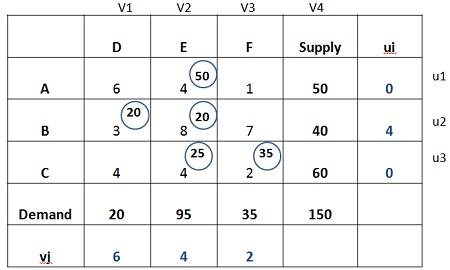 V1 V2 V3 V4
D E F Supply ui
50
A 6 4 1 50 0 u1
20 20
B 3 8 7 40 4 u2
25 35
C 4 4 2 60 0 u3
Demand 20 95 35 150
vj 6 4 2